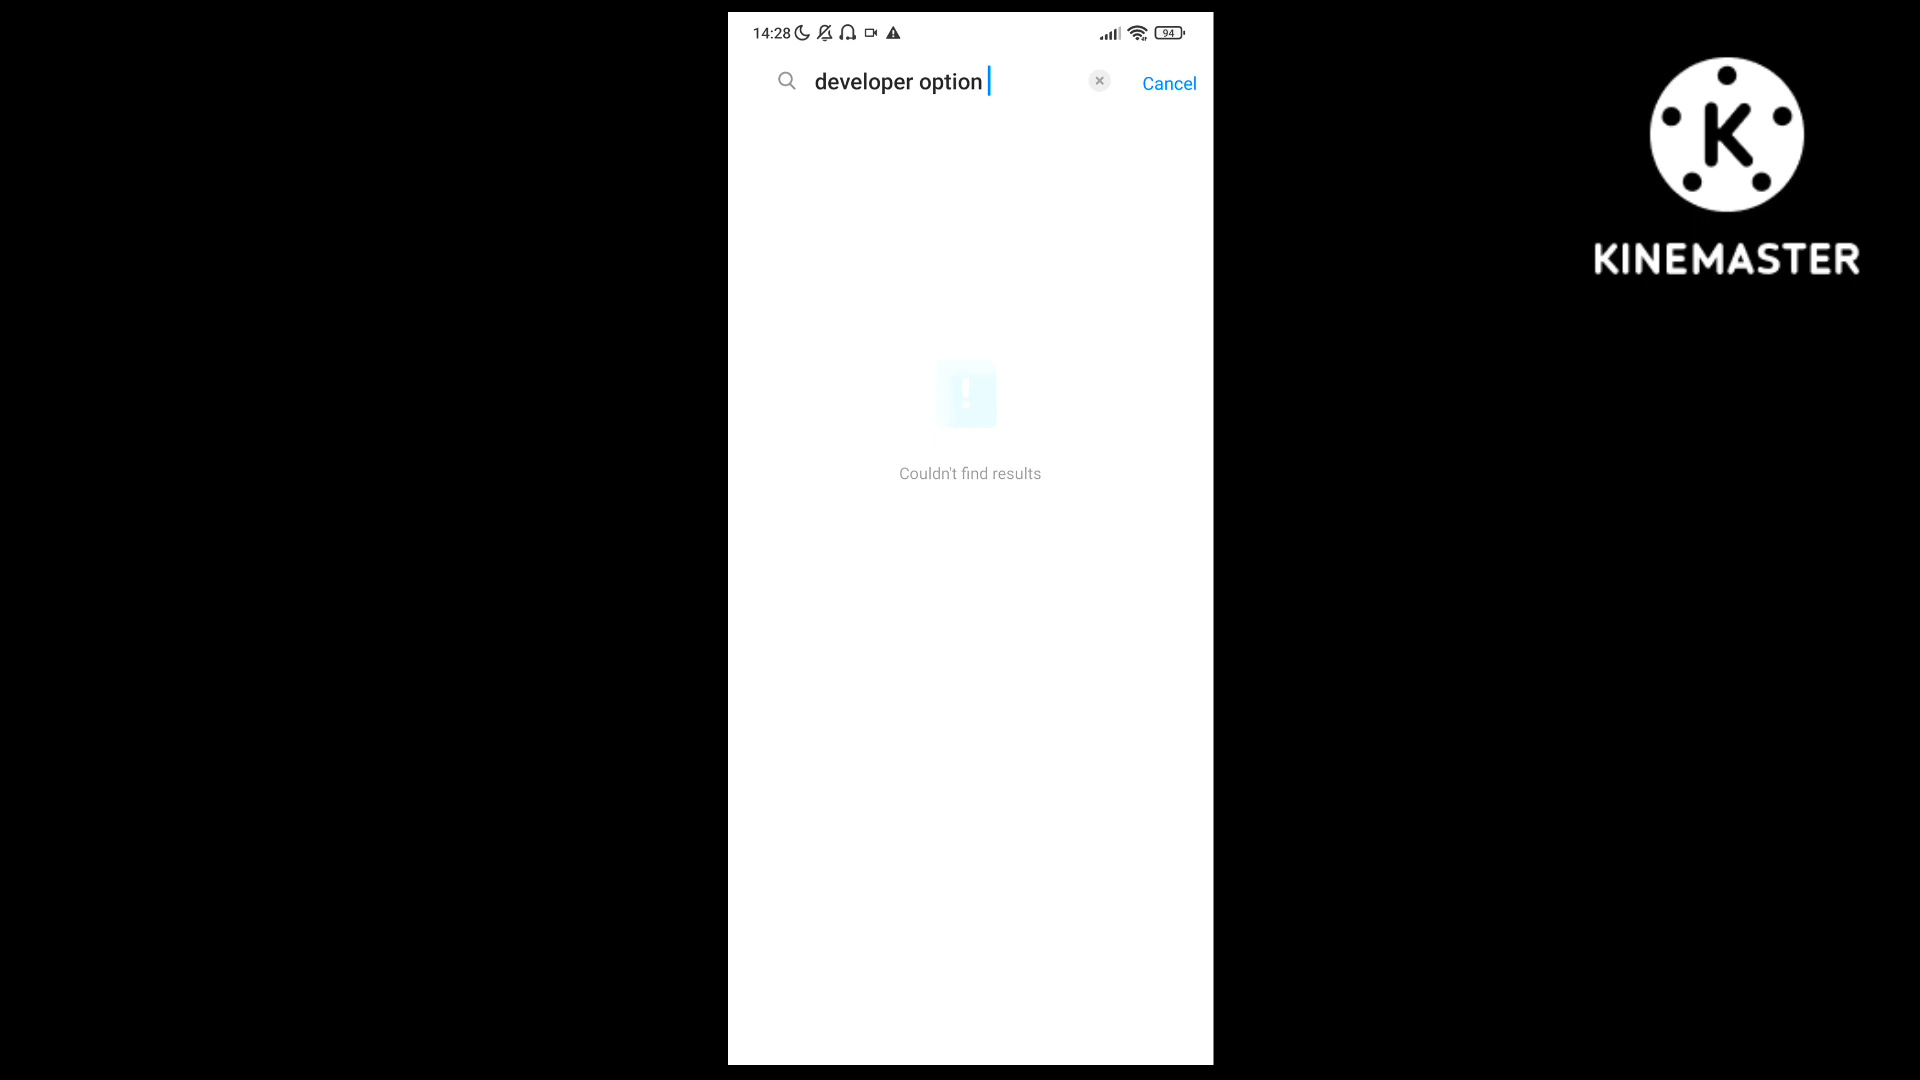 14:28
94
developer option
Cancel
K
KINEMASTER
Couldn't find results